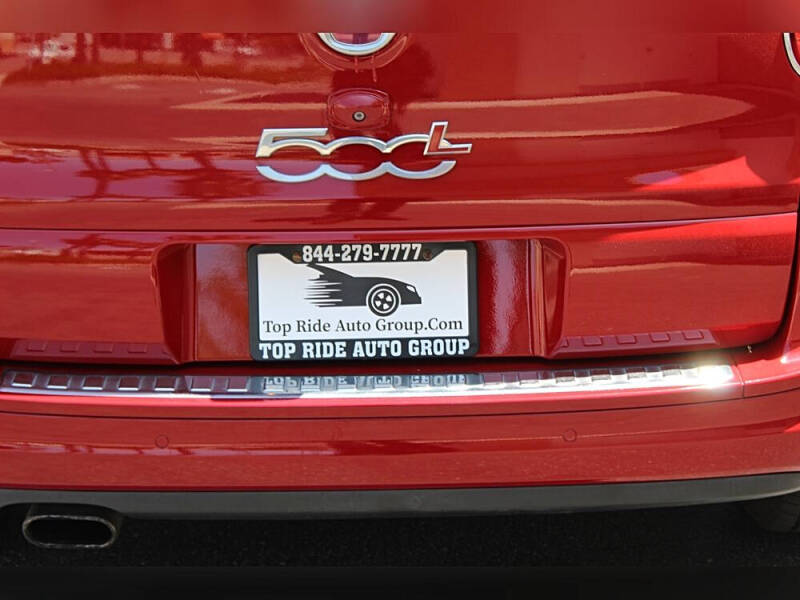 500L
844-279-7777
Top Ride Auto Group.Com
TOP RIDE AUTO GROUP